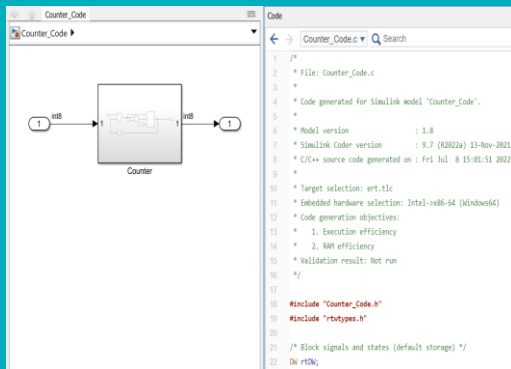 Counter_Code
Counter_Code
1
int8
1
1
int8
1
Counter
Code
Counter_Code.c
Search
1 /*
2 * File: Counter_Code.c
3 *
4 * Code generated for Simulink model 'Counter_Code'.
5 *
6 * Model version : 1.8
7 * Simulink Coder version : 9.7 (R2022a) 13-Nov-2021
8 * C/C++ source code generated on : Fri Jul 8 15:01:51 2022
9 *
10 * Target selection: ert.tlc
11 * Embedded hardware selection: Intel->x86-64 (Windows64)
12 * Code generation objectives:
13 * 1. Execution efficiency
14 * 2. RAM efficiency
15 * Validation result: Not run
16 */
17
18 #include "Counter_Code.h"
19 #include "rtwtypes.h"
20
21 /* Block signals and states (default storage) */
22 DW rtDW;